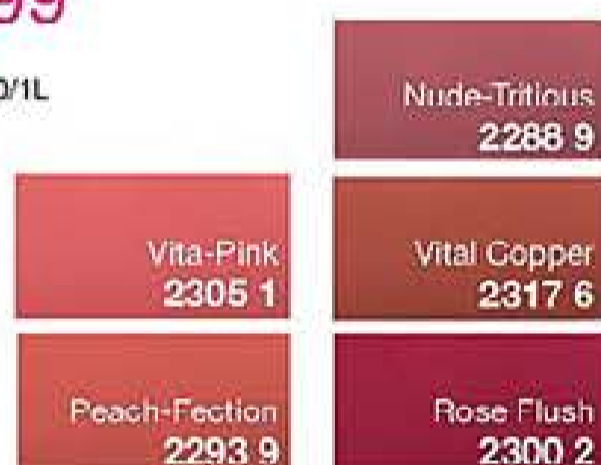 99
0/1L
Nude-Tritious
2288 9
Vita-Pink
2305 1
Vital Copper
2317 6
Peach-Fection
2293 9
Rose Flush
2300 2